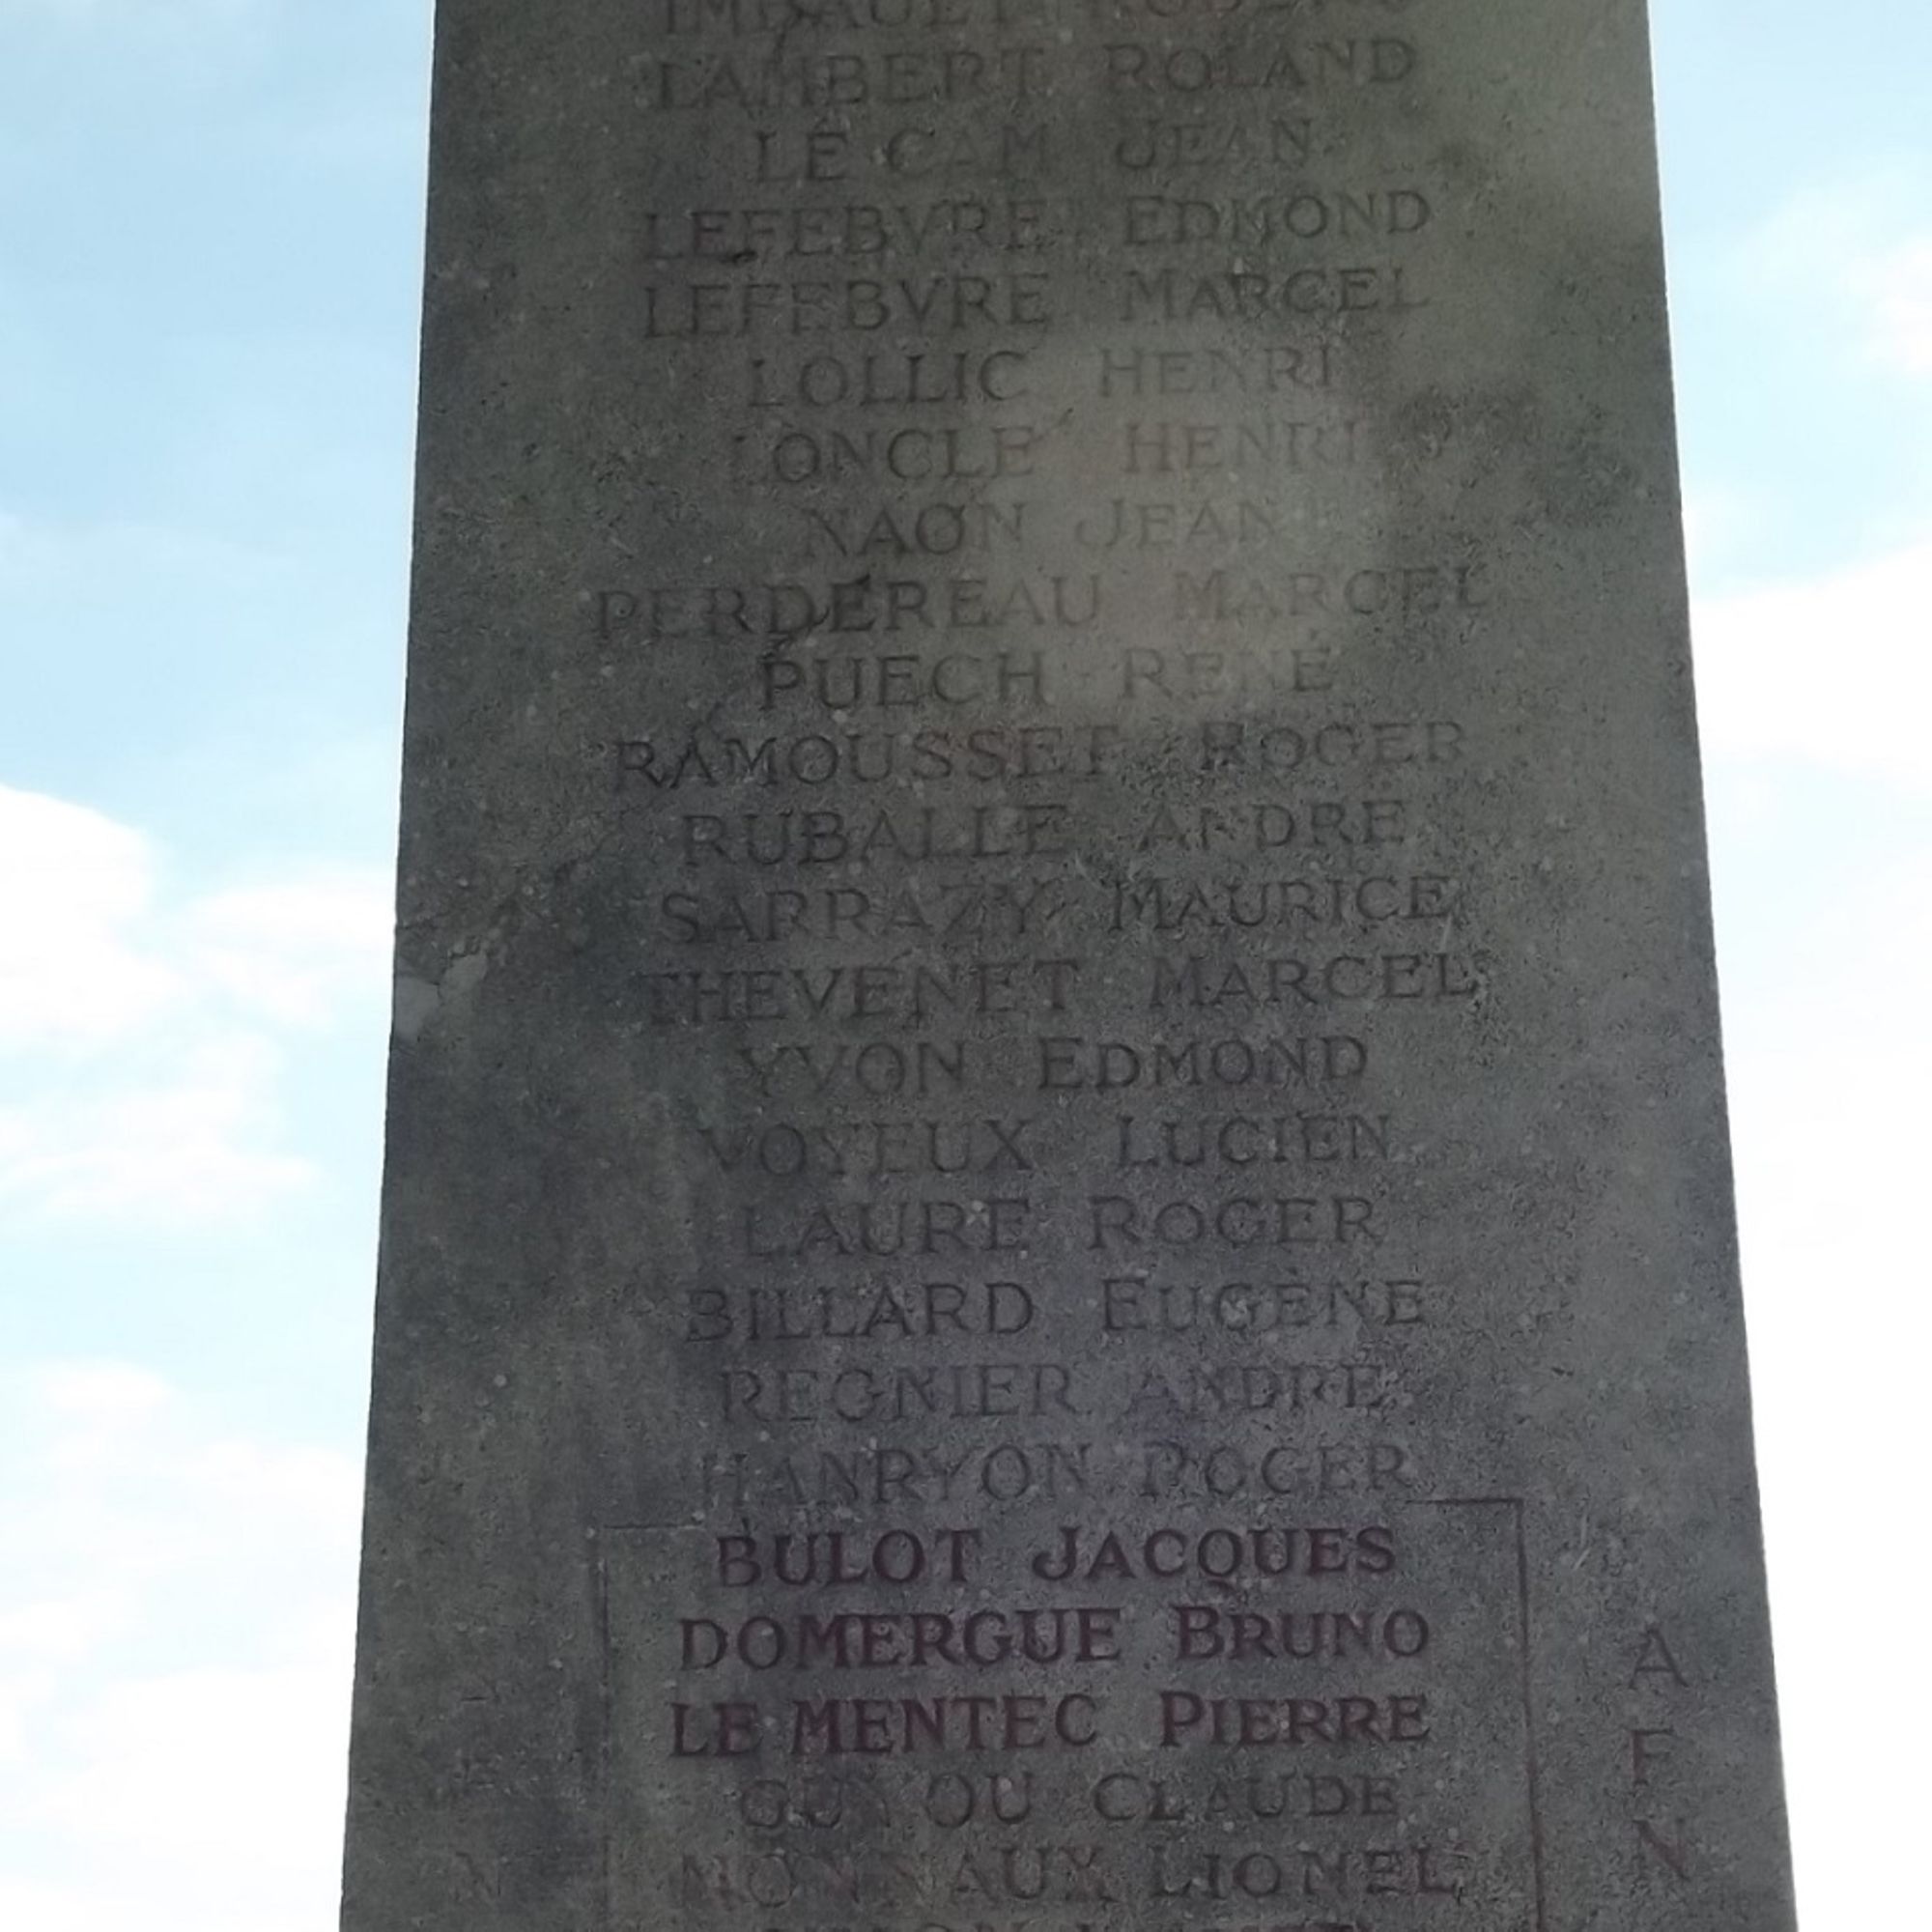 LAMBERT ROLAND
LE CAM JEAN
LEFEBVRE EDMOND
LEFEBVRE MARCEL
LOLLIC HENRI
LONCLE HENRI
NAON JEAN
PERDEREAU MARCEL
PUECH RENÉ
RAMOUSSET ROGER
RUBALLE ANDRE
SARRAZY MAURICE
THEVENET MARCEL
YVON EDMOND
VOYEUX LUCIEN
LAURE ROGER
BILLARD EUGÈNE
REGNIER ANDRE
HANRYON ROGER
BULOT JACQUES
DOMERGUE BRUNO
LE MENTEC PIERRE
GUYOU CLAUDE
LIONEL
A
F
N